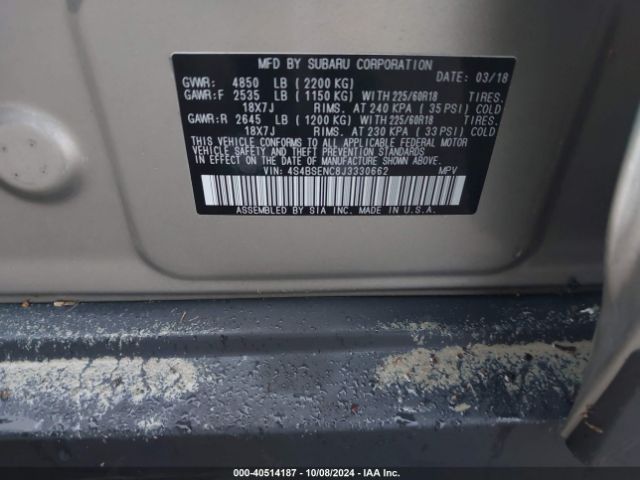 MFD BY SUBARU CORPORATION
GVWR: 4850 LB ( 2200 KG) DATE: 03/18
GAWR:F 2535 LB ( 1150 KG) WITH 225/60R18 TIRES.
18X7J RIMS. AT 240 KPA ( 35 PSI) COLD
GAWR:R 2645 LB ( 1200 KG) WITH 225/60R18 TIRES.
18X7J RIMS. AT 230 KPA ( 33 PSI) COLD
THIS VEHICLE CONFORMS TO ALL APPLICABLE FEDERAL MOTOR
VEHICLE SAFETY AND THEFT PREVENTION STANDARDS
IN EFFECT ON THE DATE OF MANUFACTURE SHOWN ABOVE.
VIN: 4S4BSENC8J3330662 MPV
ASSEMBLED BY SIA INC. MADE IN U.S.A.
000-40514187 - 10/08/2024 - IAA Inc.